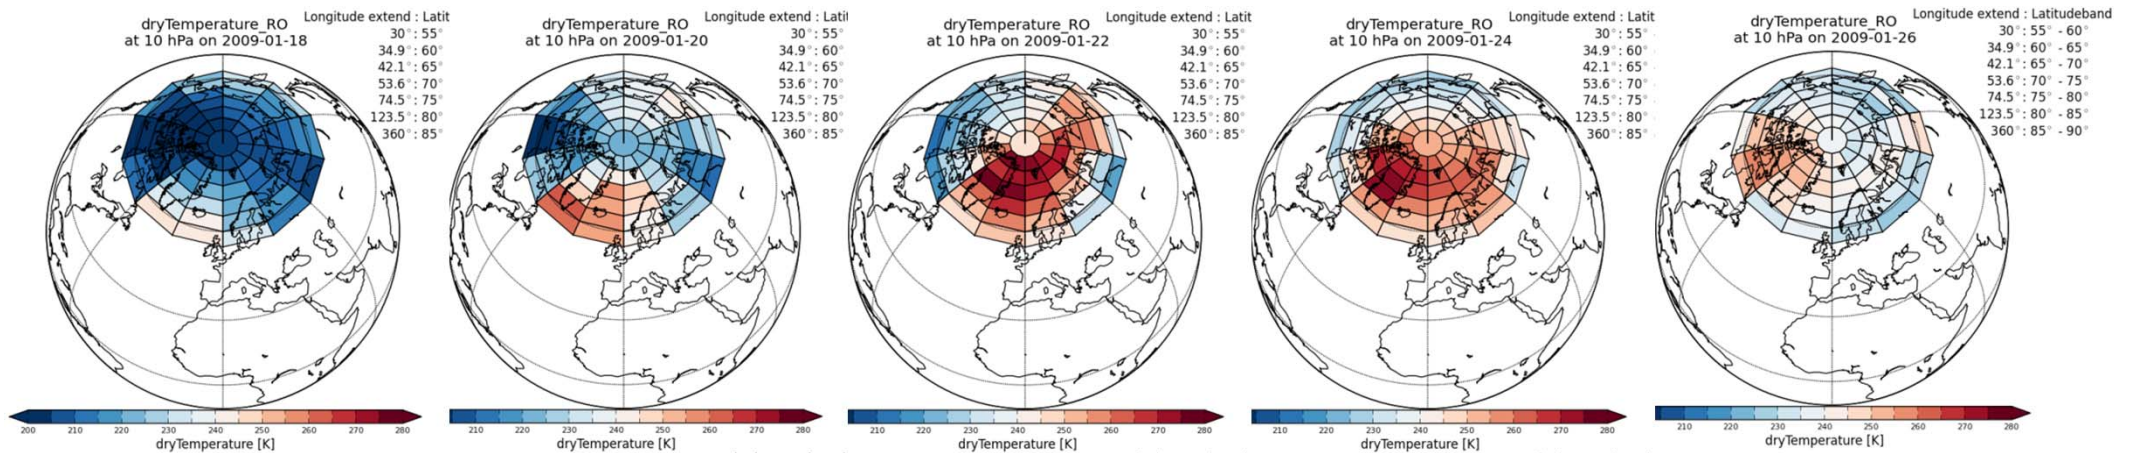 dryTemperature_RO
at 10 hPa on 2009-01-18
Longitude extend : Latit
30° : 55°
34.9° : 60°
42.1° : 65°
53.6° : 70°
74.5° : 75°
123.5° : 80°
360° : 85°
200 210 220 230 240 250 260 270 280
dryTemperature [K]
dryTemperature_RO
at 10 hPa on 2009-01-20
Longitude extend : Latit
30° : 55°
34.9° : 60°
42.1° : 65°
53.6° : 70°
74.5° : 75°
123.5° : 80°
360° : 85°
210 220 230 240 250 260 270 280
dryTemperature [K]
dryTemperature_RO
at 10 hPa on 2009-01-22
Longitude extend : Latit
30° : 55°
34.9° : 60°
42.1° : 65°
53.6° : 70°
74.5° : 75°
123.5° : 80°
360° : 85°
210 220 230 240 250 260 270 280
dryTemperature [K]
dryTemperature_RO
at 10 hPa on 2009-01-24
Longitude extend : Latit
30° : 55°
34.9° : 60°
42.1° : 65°
53.6° : 70°
74.5° : 75°
123.5° : 80°
360° : 85°
210 220 230 240 250 260 270 280
dryTemperature [K]
dryTemperature_RO
at 10 hPa on 2009-01-26
Longitude extend : Latitudeband
30° : 55° - 60°
34.9° : 60° - 65°
42.1° : 65° - 70°
53.6° : 70° - 75°
74.5° : 75° - 80°
123.5° : 80° - 85°
360° : 85° - 90°
210 220 230 240 250 260 270 280
dryTemperature [K]